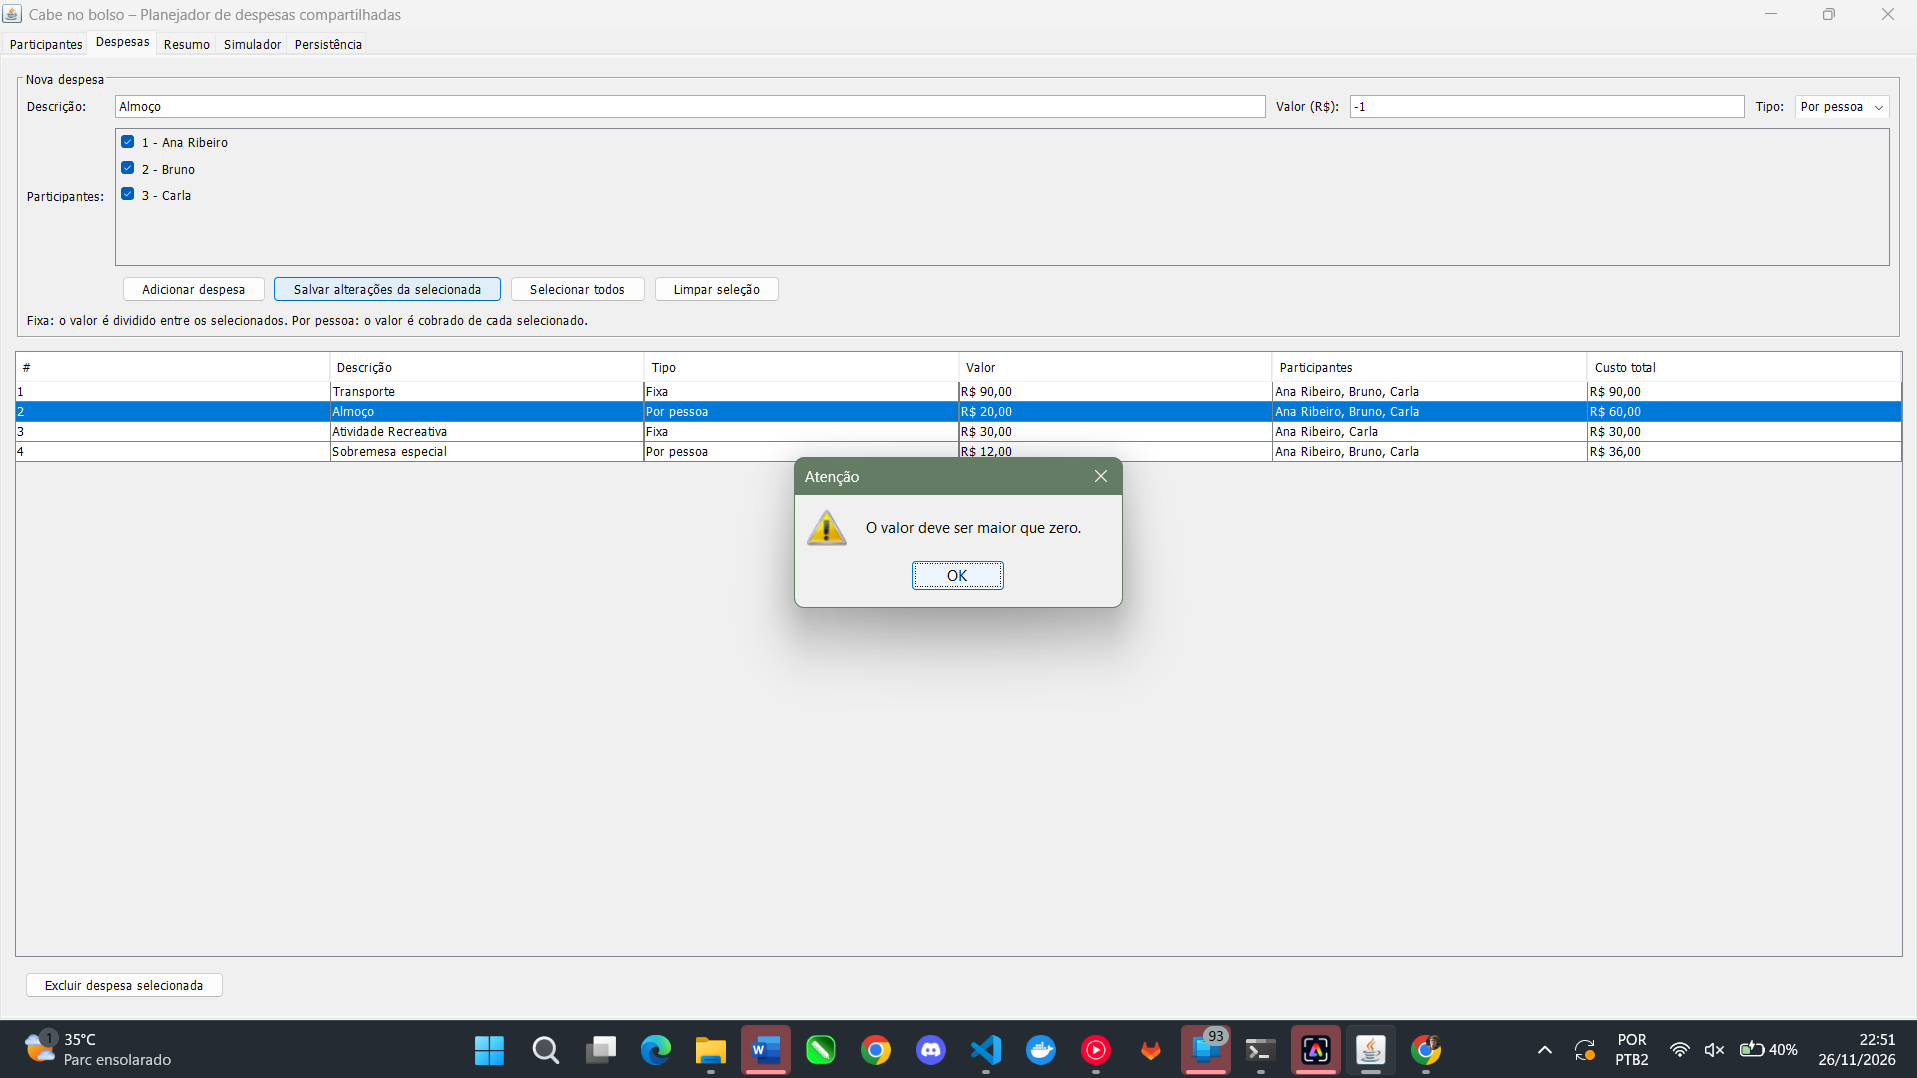 Cabe no bolso – Planejador de despesas compartilhadas
Participantes Despesas Resumo Simulador Persistência
Nova despesa
Descrição: Almoço Valor (R$): -1 Tipo: Por pessoa
1 - Ana Ribeiro
2 - Bruno
Participantes: 3 - Carla
Adicionar despesa Salvar alterações da selecionada Selecionar todos Limpar seleção
Fixa: o valor é dividido entre os selecionados. Por pessoa: o valor é cobrado de cada selecionado.
# Descrição Tipo Valor Participantes Custo total
1 Transporte Fixa R$ 90,00 Ana Ribeiro, Bruno, Carla R$ 90,00
2 Almoço Por pessoa R$ 20,00 Ana Ribeiro, Bruno, Carla R$ 60,00
3 Atividade Recreativa Fixa R$ 30,00 Ana Ribeiro, Carla R$ 30,00
4 Sobremesa especial Por pessoa R$ 12,00 Ana Ribeiro, Bruno, Carla R$ 36,00
Atenção
O valor deve ser maior que zero.
OK
Excluir despesa selecionada
1 35°C
Parc ensolarado
93
POR
PTB2
40%
22:51
26/11/2026